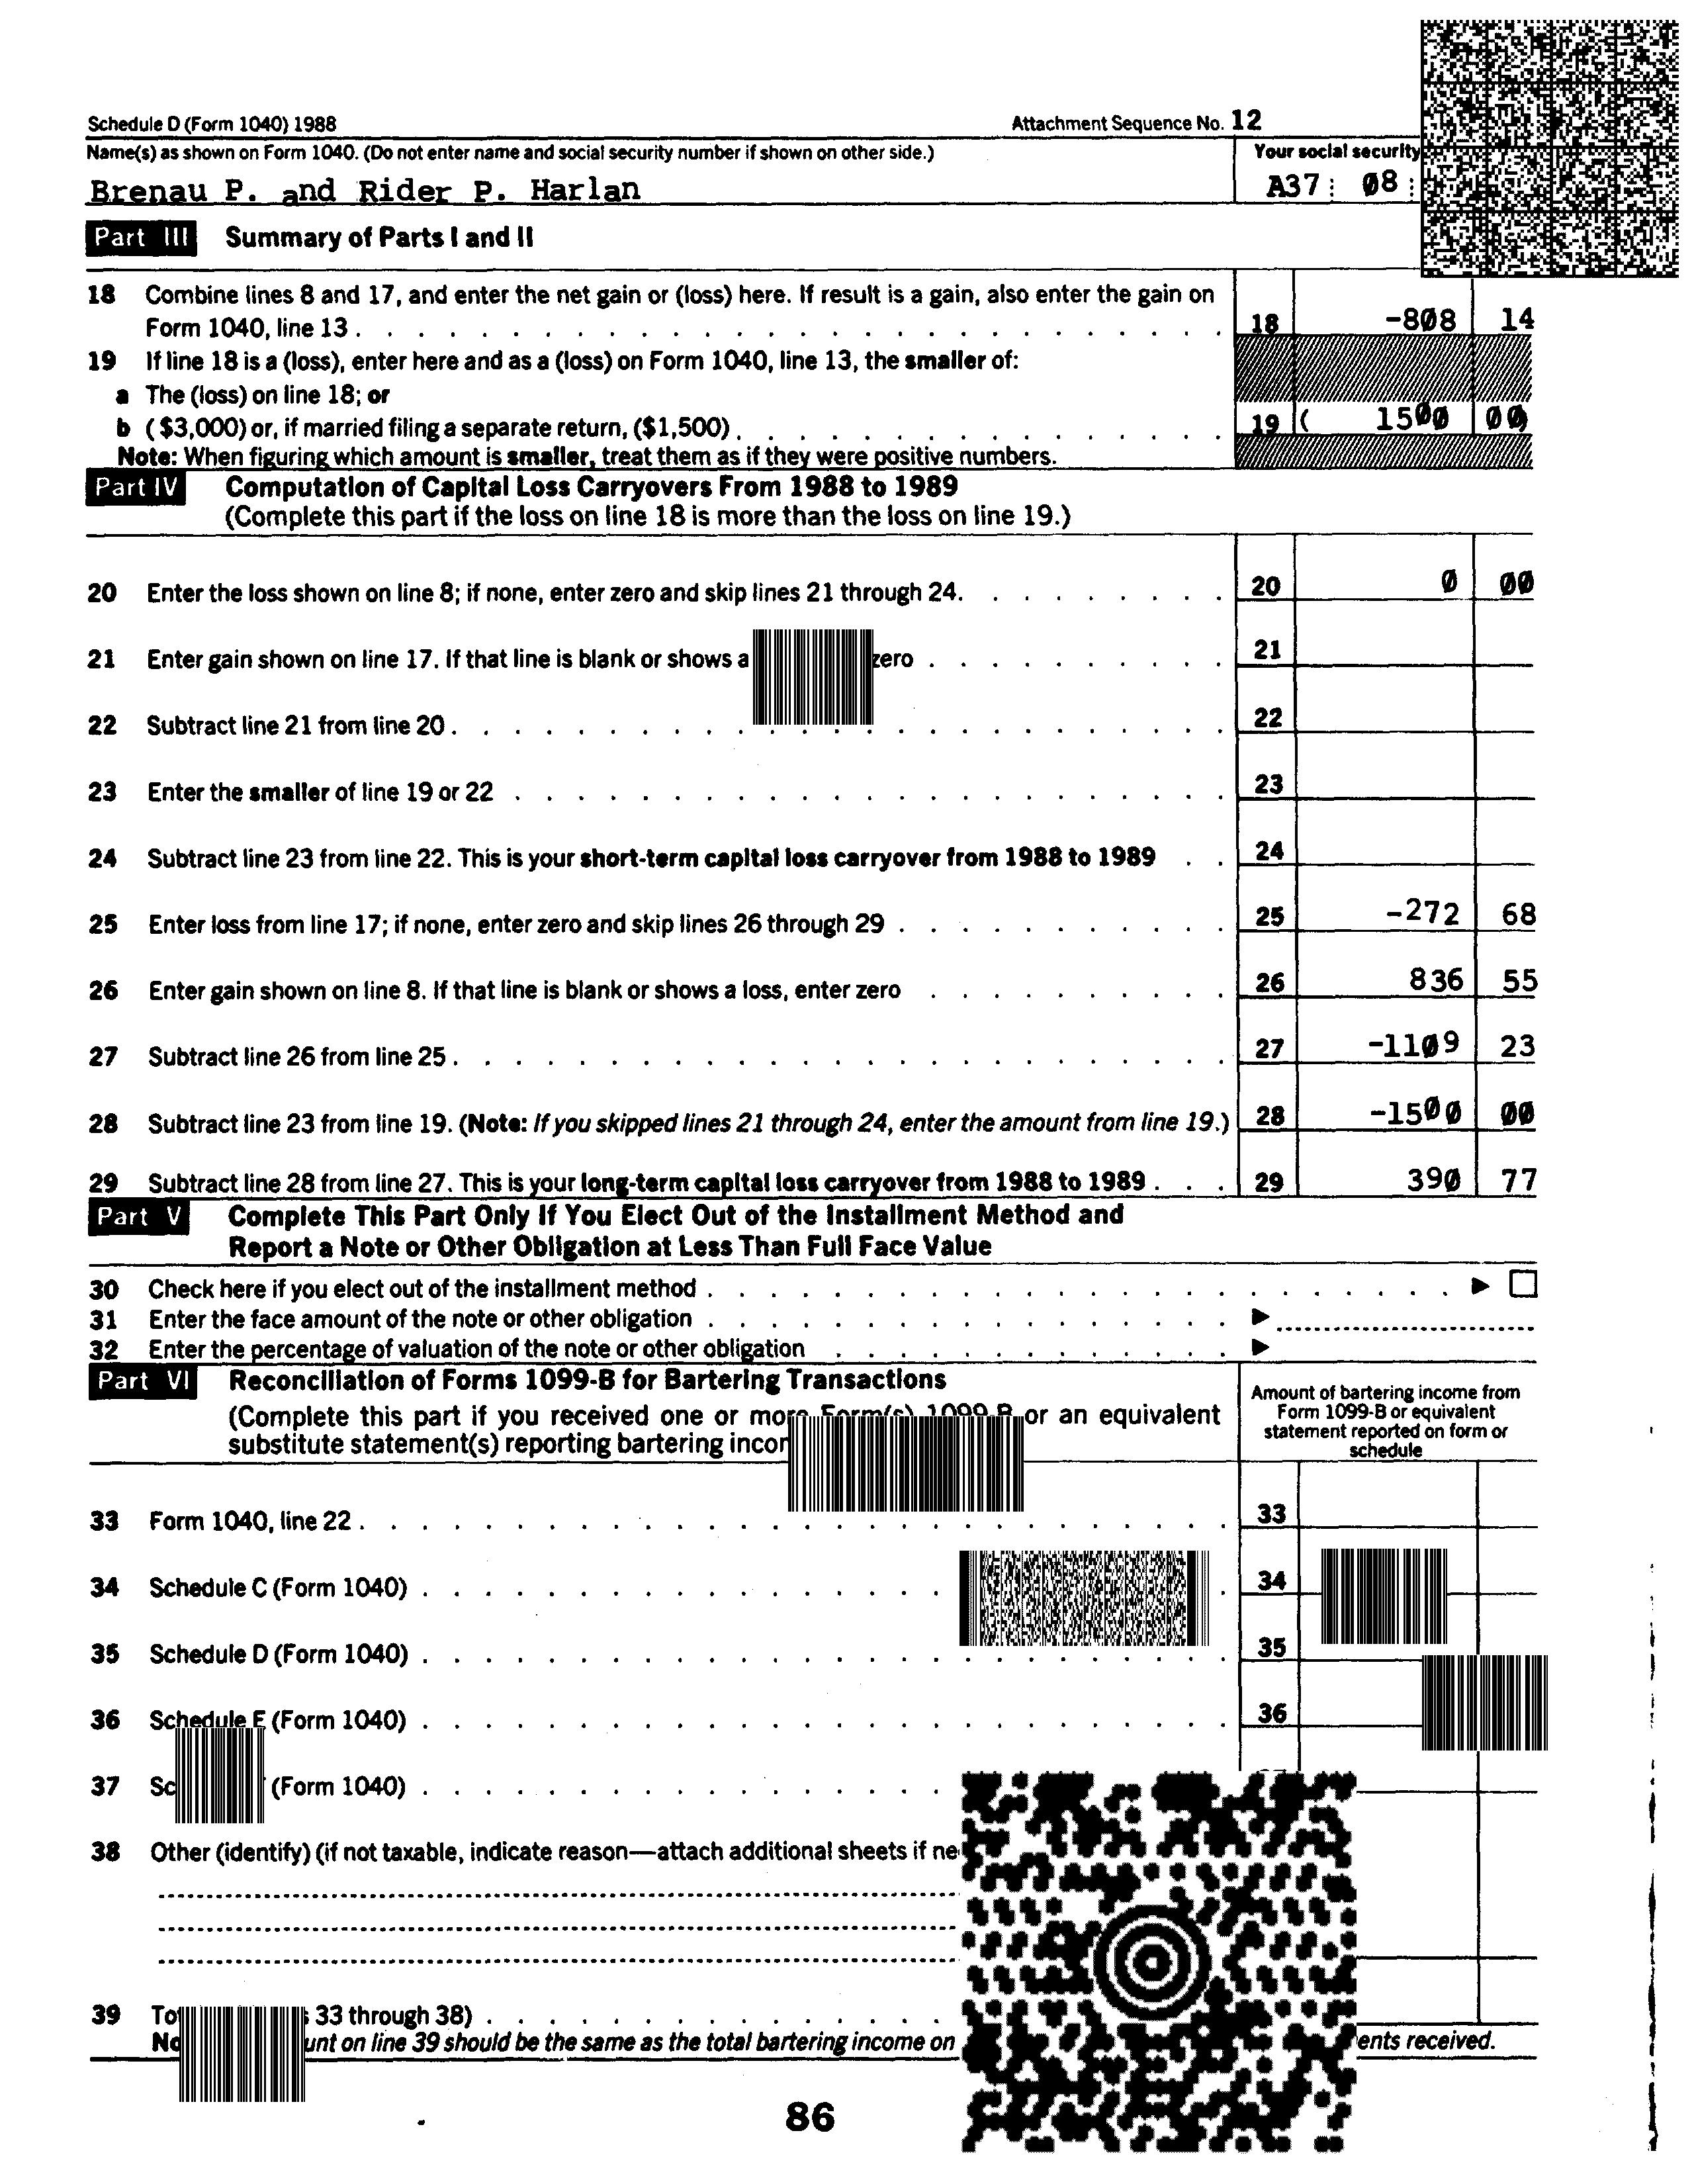 Schedule D (Form 1040) 1988 Attachment Sequence No. 12
Name(s) as shown on Form 1040. (Do not enter name and social security number if shown on other side.) Your social security
Brenau P. and Rider P. Harlan A37 08
Part III Summary of Parts I and II
18 Combine lines 8 and 17, and enter the net gain or (loss) here. If result is a gain, also enter the gain on
Form 1040, line 13 . . . 18 -808 14
19 If line 18 is a (loss), enter here and as a (loss) on Form 1040, line 13, the smaller of:
a The (loss) on line 18; or
b ($3,000) or, if married filing a separate return, ($1,500) . . . 19 ( 1500 00)
Note: When figuring which amount is smaller, treat them as if they were positive numbers.
Part IV Computation of Capital Loss Carryovers From 1988 to 1989
(Complete this part if the loss on line 18 is more than the loss on line 19.)
20 Enter the loss shown on line 8; if none, enter zero and skip lines 21 through 24. . . . 20 0 00
21 Enter gain shown on line 17. If that line is blank or shows a zero . . . 21
22 Subtract line 21 from line 20 . . . 22
23 Enter the smaller of line 19 or 22 . . . 23
24 Subtract line 23 from line 22. This is your short-term capital loss carryover from 1988 to 1989 . . 24
25 Enter loss from line 17; if none, enter zero and skip lines 26 through 29 . . . 25 -272 68
26 Enter gain shown on line 8. If that line is blank or shows a loss, enter zero . . . 26 836 55
27 Subtract line 26 from line 25 . . . 27 -1109 23
28 Subtract line 23 from line 19. (Note: If you skipped lines 21 through 24, enter the amount from line 19.) 28 -1500 00
29 Subtract line 28 from line 27. This is your long-term capital loss carryover from 1988 to 1989 . . . 29 390 77
Part V Complete This Part Only If You Elect Out of the Installment Method and
Report a Note or Other Obligation at Less Than Full Face Value
30 Check here if you elect out of the installment method . . . ▶ ☐
31 Enter the face amount of the note or other obligation . . . ▶
32 Enter the percentage of valuation of the note or other obligation . . . ▶
Part VI Reconciliation of Forms 1099-B for Bartering Transactions
(Complete this part if you received one or more Form(s) 1099-B or an equivalent
substitute statement(s) reporting bartering
Amount of bartering income from
Form 1099-B or equivalent
statement reported on form or
schedule
33 Form 1040, line 22 . . . 33
34 Schedule C (Form 1040) . . . 34
35 Schedule D (Form 1040) . . . 35
36 Schedule E (Form 1040) . . . 36
37 (Form 1040) . . .
38 Other (identify) (if not taxable, indicate reason—attach additional sheets if
39 33 through 38) . . .
on line 39 should be the same as the total bartering income on received.
86